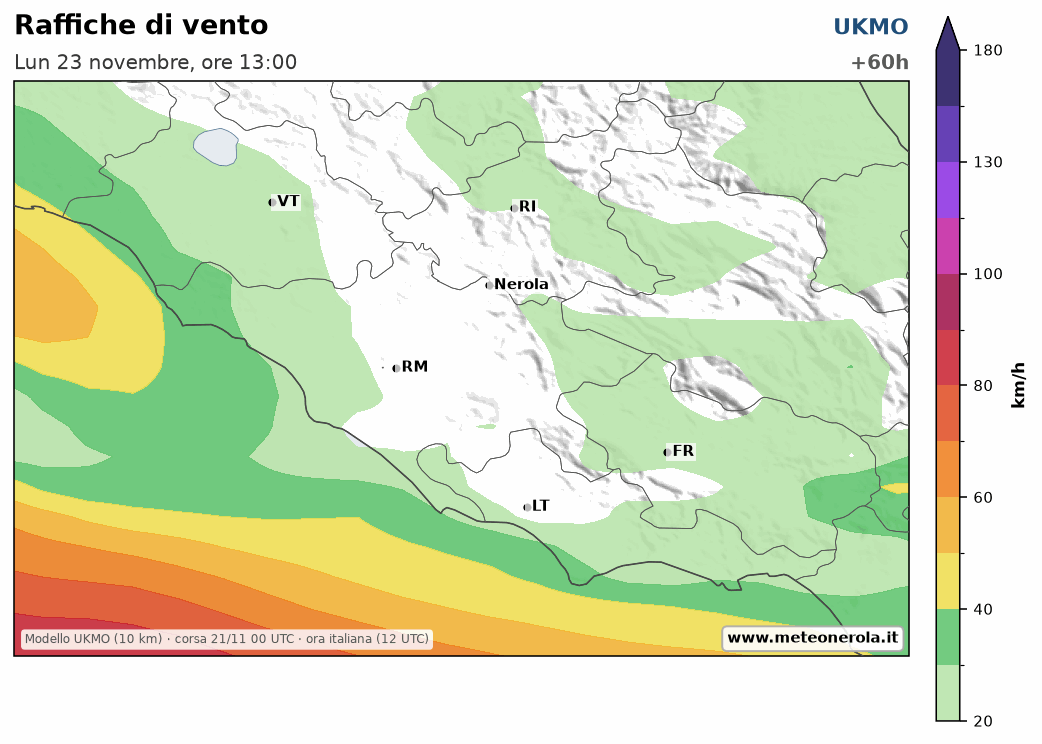 Raffiche di vento
UKMO
Lun 23 novembre, ore 13:00
+60h
VT
RI
Nerola
RM
FR
LT
Modello UKMO (10 km) · corsa 21/11 00 UTC · ora italiana (12 UTC)
www.meteonerola.it
180
130
100
80
60
40
20
km/h